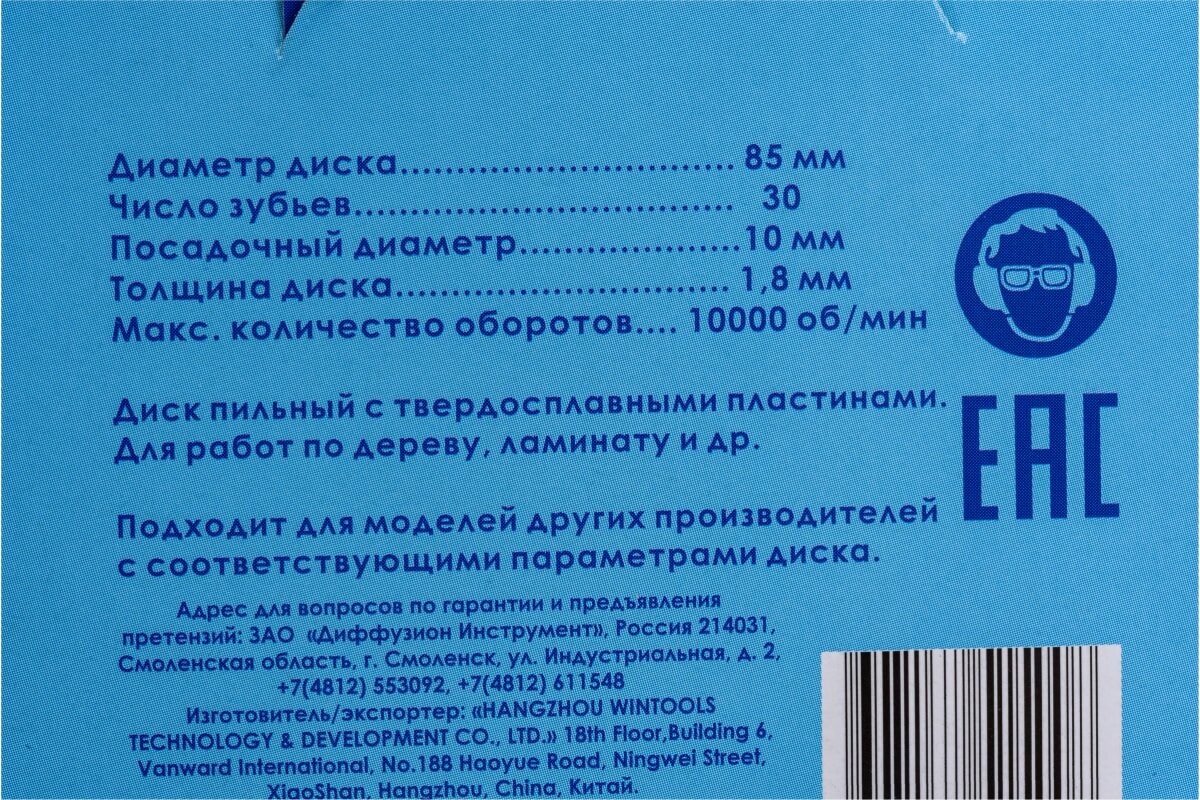 Диаметр диска................................. 85 мм
Число зубьев..................................... 30
Посадочный диаметр......................10 мм
Толщина диска................................. 1,8 мм
Макс. количество оборотов.... 10000 об/мин
Диск пильный с твердосплавными пластинами.
Для работ по дереву, ламинату и др.
EAC
Подходит для моделей других производителей
с соответствующими параметрами диска.
Адрес для вопросов по гарантии и предъявления
претензий: ЗАО «Диффузион Инструмент», Россия 214031,
Смоленская область, г. Смоленск, ул. Индустриальная, д. 2,
+7(4812) 553092, +7(4812) 611548
Изготовитель/экспортер: «HANGZHOU WINTOOLS
TECHNOLOGY & DEVELOPMENT CO., LTD.» 18th Floor,Building 6,
Vanward International, No.188 Haoyue Road, Ningwei Street,
XiaoShan, Hangzhou, China, Китай.